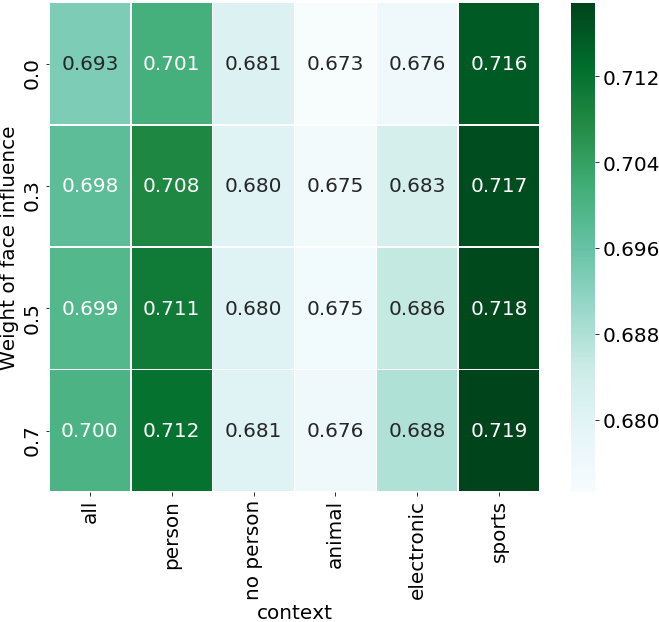 Weight of face influence
0.0 0.693 0.701 0.681 0.673 0.676 0.716
0.3 0.698 0.708 0.680 0.675 0.683 0.717
0.5 0.699 0.711 0.680 0.675 0.686 0.718
0.7 0.700 0.712 0.681 0.676 0.688 0.719
all person no person animal electronic sports
context
0.712
0.704
0.696
0.688
0.680